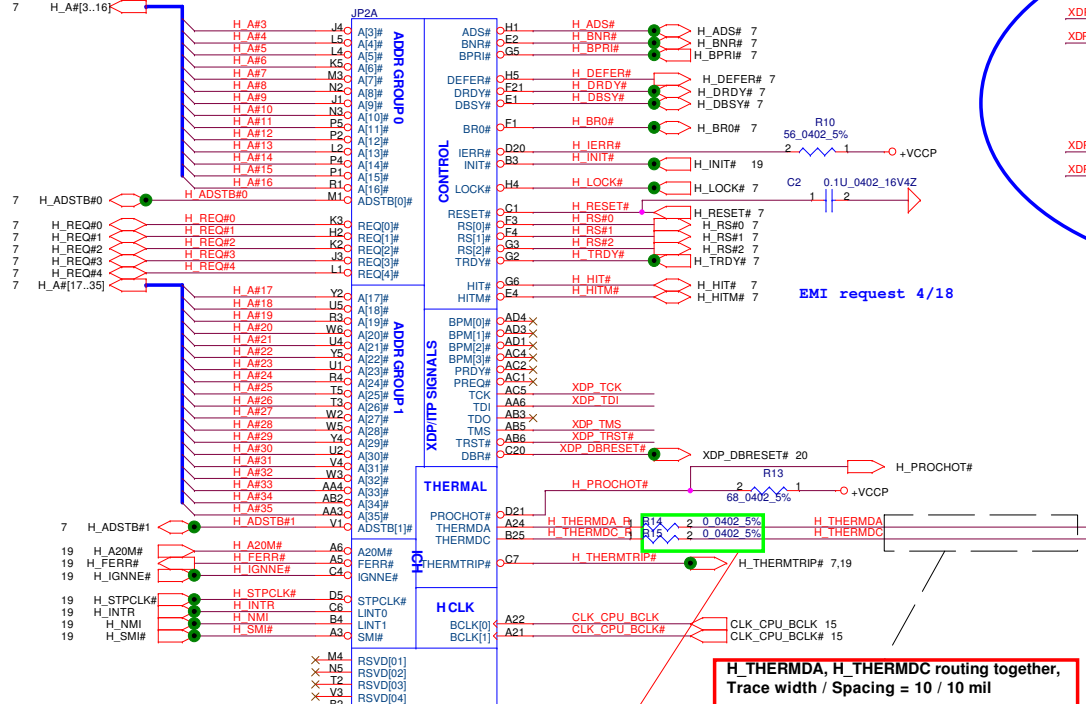 JP2A
7 H_A#[3..16]
H_A#3 J4 A[3]#
H_A#4 L5 A[4]#
H_A#5 L4 A[5]#
H_A#6 K5 A[6]#
H_A#7 M3 A[7]#
H_A#8 N2 A[8]#
H_A#9 J1 A[9]#
H_A#10 N3 A[10]#
H_A#11 P5 A[11]#
H_A#12 P2 A[12]#
H_A#13 L2 A[13]#
H_A#14 P4 A[14]#
H_A#15 P1 A[15]#
H_A#16 R1 A[16]#
7 H_ADSTB#0 H_ADSTB#0 M1 ADSTB[0]#
7 H_REQ#0 H_REQ#0 K3 REQ[0]#
7 H_REQ#1 H_REQ#1 H2 REQ[1]#
7 H_REQ#2 H_REQ#2 K2 REQ[2]#
7 H_REQ#3 H_REQ#3 J3 REQ[3]#
7 H_REQ#4 H_REQ#4 L1 REQ[4]#
7 H_A#[17..35]
H_A#17 Y2 A[17]#
H_A#18 U5 A[18]#
H_A#19 R3 A[19]#
H_A#20 W6 A[20]#
H_A#21 U4 A[21]#
H_A#22 Y5 A[22]#
H_A#23 U1 A[23]#
H_A#24 R4 A[24]#
H_A#25 T5 A[25]#
H_A#26 T3 A[26]#
H_A#27 W2 A[27]#
H_A#28 W5 A[28]#
H_A#29 Y4 A[29]#
H_A#30 U2 A[30]#
H_A#31 V4 A[31]#
H_A#32 W3 A[32]#
H_A#33 AA4 A[33]#
H_A#34 AB2 A[34]#
H_A#35 AA3 A[35]#
7 H_ADSTB#1 H_ADSTB#1 V1 ADSTB[1]#
19 H_A20M# H_A20M# A6 A20M#
19 H_FERR# H_FERR# A5 FERR#
19 H_IGNNE# H_IGNNE# C4 IGNNE#
19 H_STPCLK# H_STPCLK# D5 STPCLK#
19 H_INTR H_INTR C6 LINT0
19 H_NMI H_NMI B4 LINT1
19 H_SMI# H_SMI# A3 SMI#
M4 RSVD[01]
N5 RSVD[02]
T2 RSVD[03]
V3 RSVD[04]
ADDR GROUP 0
ADDR GROUP 1
ICH
CONTROL
XDP/ITP SIGNALS
THERMAL
H CLK
ADS# H1 H_ADS# H_ADS# 7
BNR# E2 H_BNR# H_BNR# 7
BPRI# G5 H_BPRI# H_BPRI# 7
DEFER# H5 H_DEFER# H_DEFER# 7
DRDY# F21 H_DRDY# H_DRDY# 7
DBSY# E1 H_DBSY# H_DBSY# 7
BR0# F1 H_BR0# H_BR0# 7
R10
56_0402_5%
IERR# D20 H_IERR# 2 1 +VCCP
INIT# B3 H_INIT# H_INIT# 19
LOCK# H4 H_LOCK# H_LOCK# 7
C2 0.1U_0402_16V4Z
1 2
RESET# C1 H_RESET# H_RESET# 7
RS[0]# F3 H_RS#0 H_RS#0 7
RS[1]# F4 H_RS#1 H_RS#1 7
RS[2]# G3 H_RS#2 H_RS#2 7
TRDY# G2 H_TRDY# H_TRDY# 7
HIT# G6 H_HIT# H_HIT# 7
HITM# E4 H_HITM# H_HITM# 7
EMI request 4/18
BPM[0]# AD4
BPM[1]# AD3
BPM[2]# AD1
BPM[3]# AC4
PRDY# AC2
PREQ# AC1
TCK AC5 XDP_TCK
TDI AA6 XDP_TDI
TDO AB3
TMS AB5 XDP_TMS
TRST# AB6 XDP_TRST#
DBR# C20 XDP_DBRESET# XDP_DBRESET# 20
H_PROCHOT#
R13
H_PROCHOT# 2 1 +VCCP
68_0402_5%
PROCHOT# D21
THERMDA A24 H_THERMDA_R R14 2 0_0402_5% H_THERMDA
THERMDC B25 H_THERMDC_R R15 2 0_0402_5% H_THERMDC
THERMTRIP# C7 H_THERMTRIP# H_THERMTRIP# 7,19
BCLK[0] A22 CLK_CPU_BCLK CLK_CPU_BCLK 15
BCLK[1] A21 CLK_CPU_BCLK# CLK_CPU_BCLK# 15
H_THERMDA, H_THERMDC routing together,
Trace width / Spacing = 10 / 10 mil